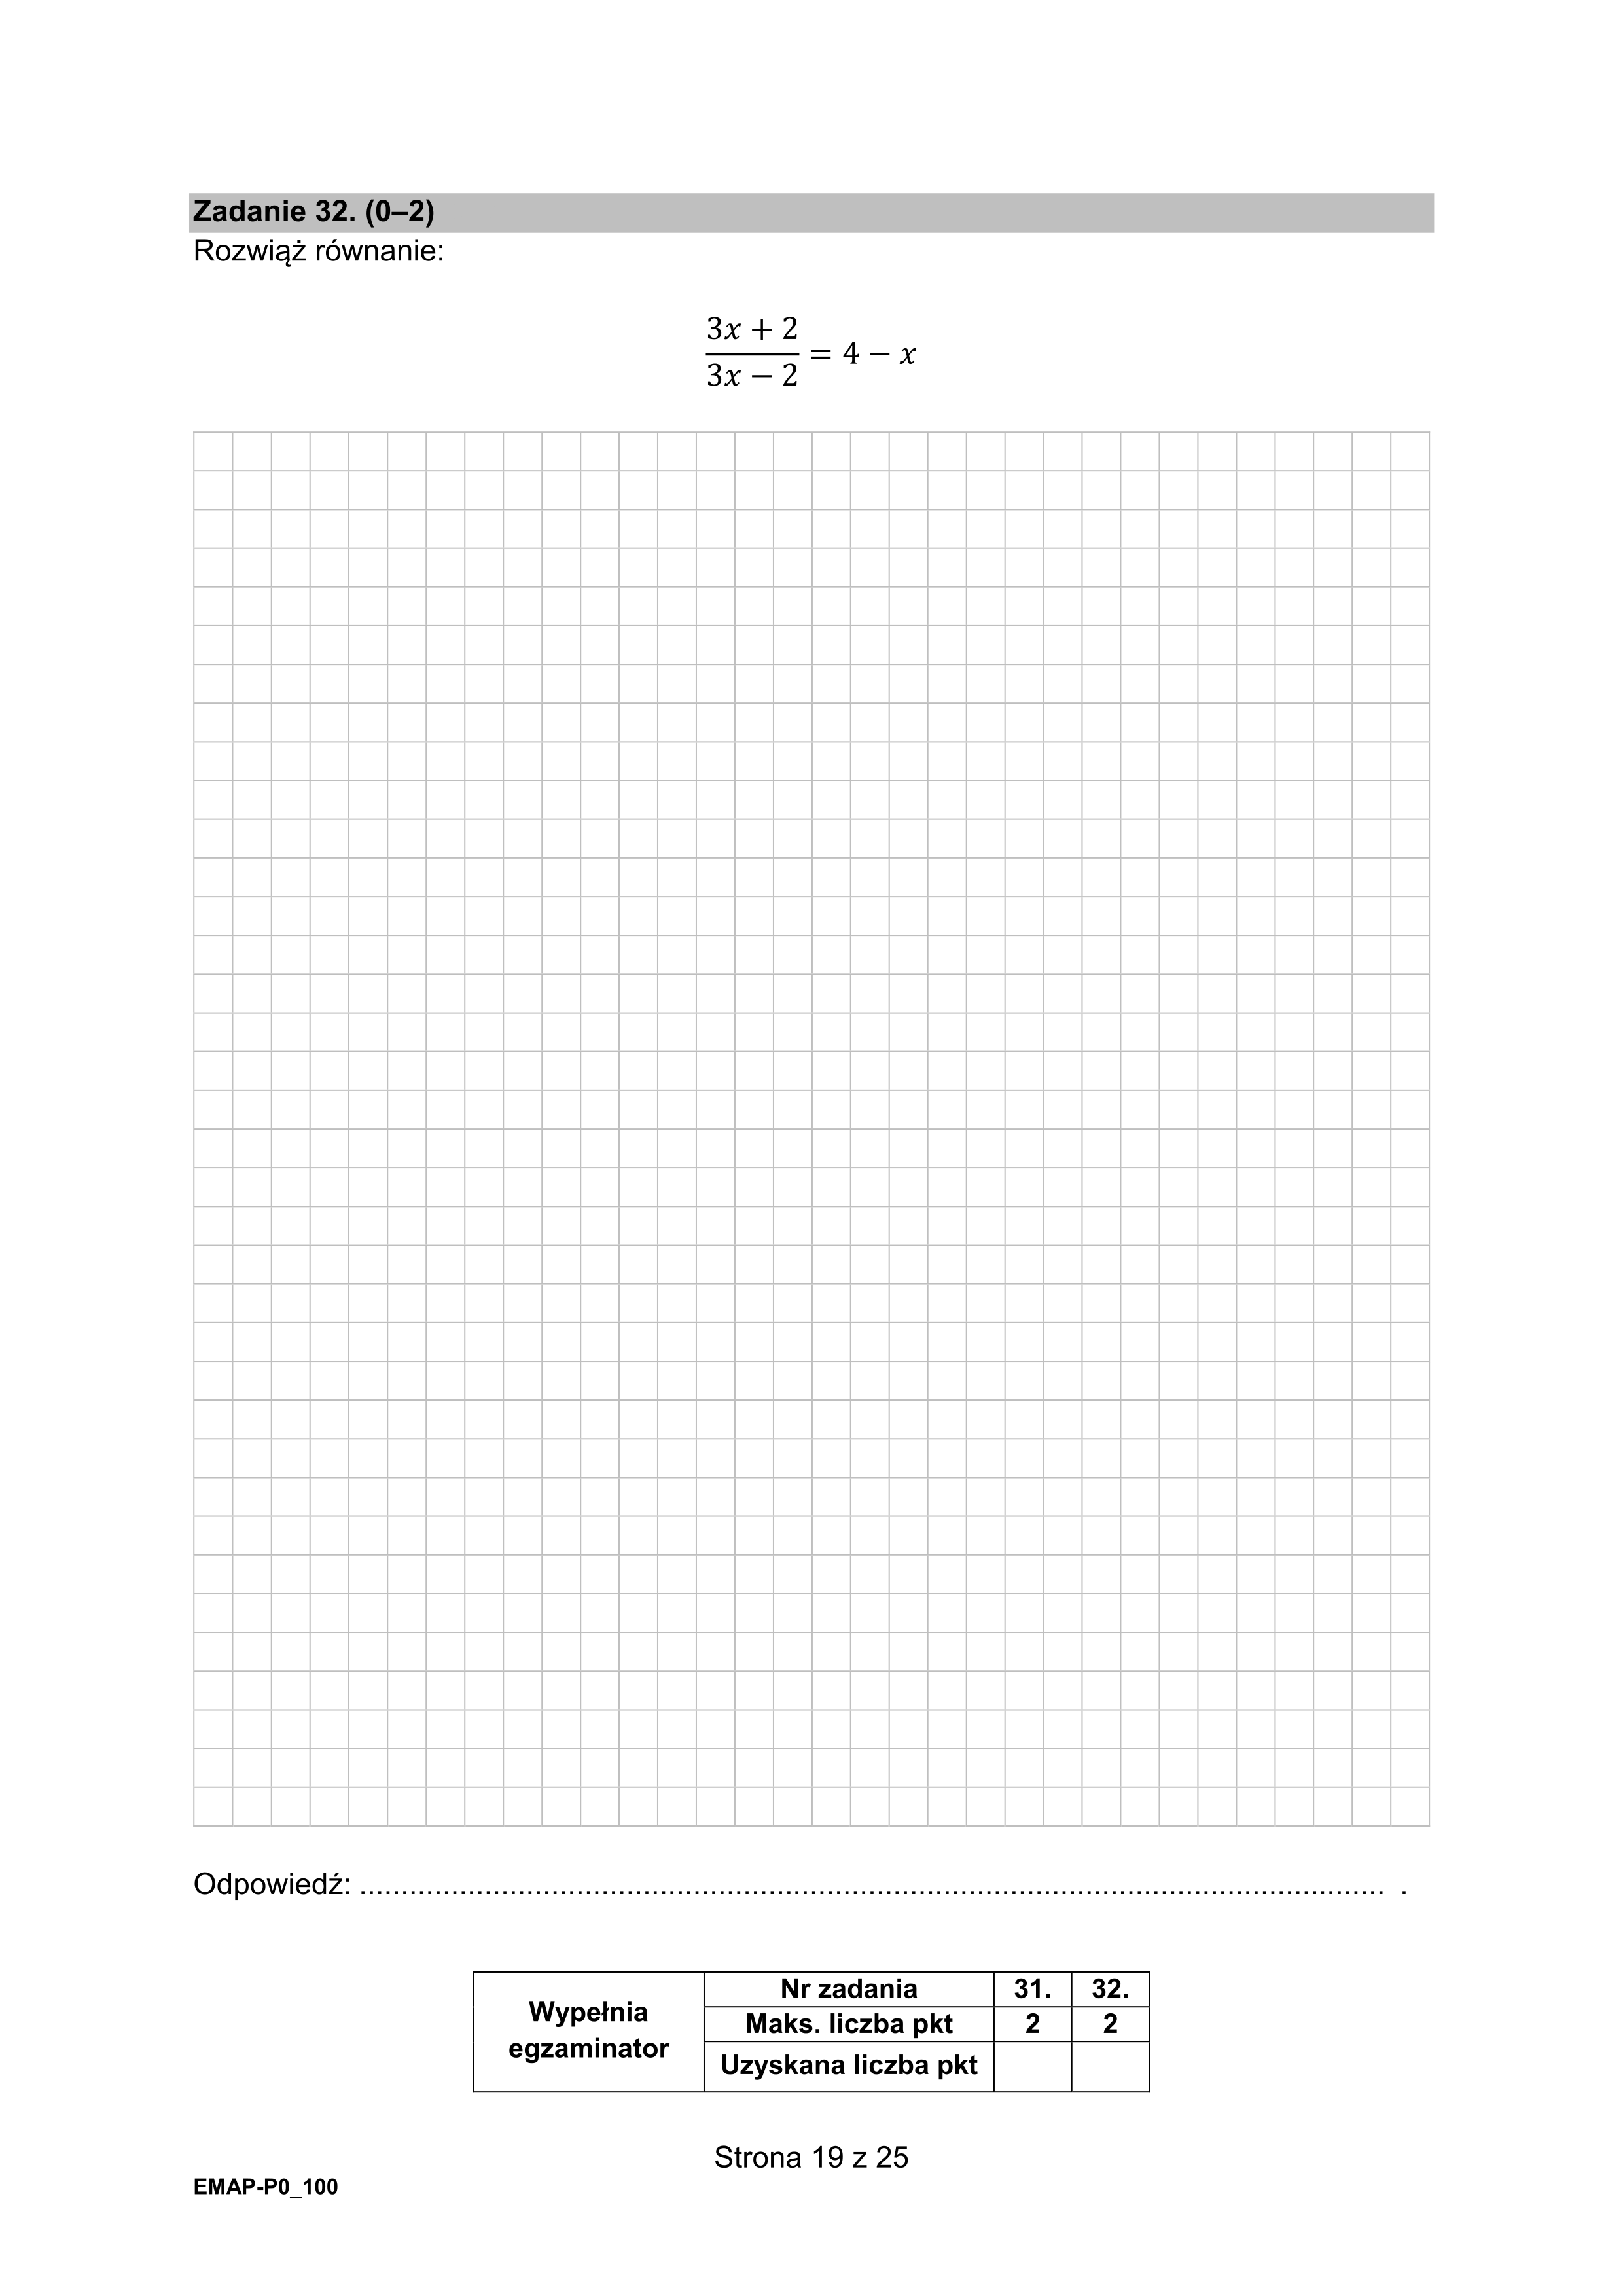 Zadanie 32. (0–2)
Rozwiąż równanie:
3x + 2
3x − 2
= 4 − x
Odpowiedź: ............................................................................................................................ .
Wypełnia
egzaminator
Nr zadania 31. 32.
Maks. liczba pkt 2 2
Uzyskana liczba pkt
Strona 19 z 25
EMAP-P0_100